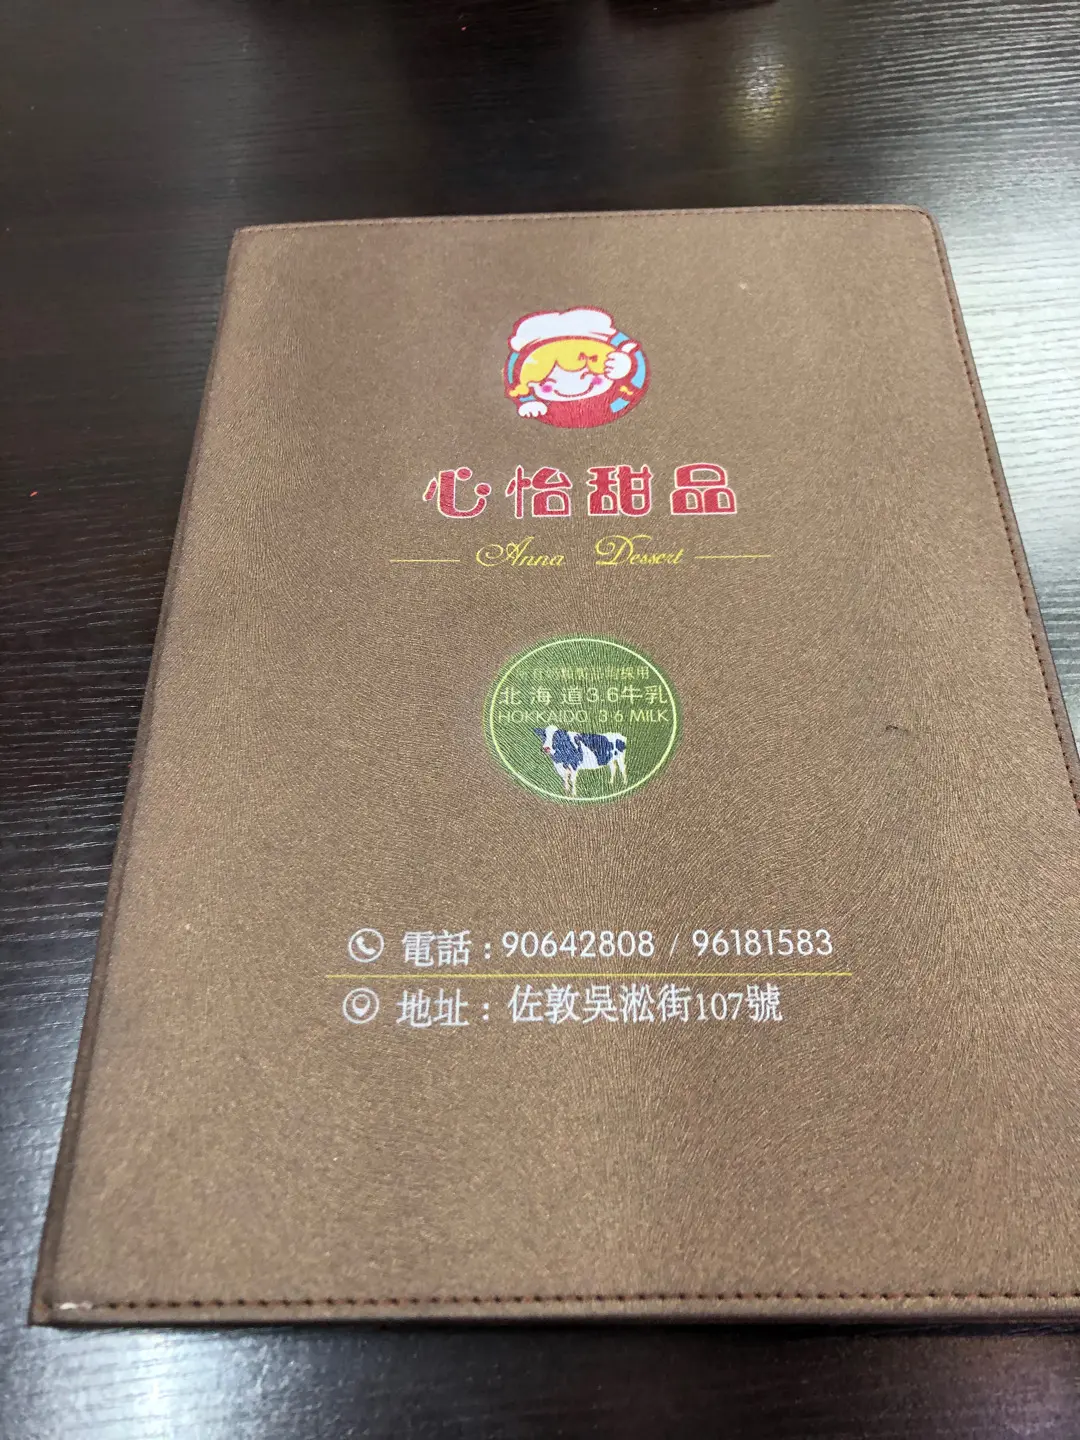 心怡甜品
Anna Dessert
北海道3.6牛乳
HOKKAIDO 3.6 MILK
電話：90642808 / 96181583
地址：佐敦吳淞街107號